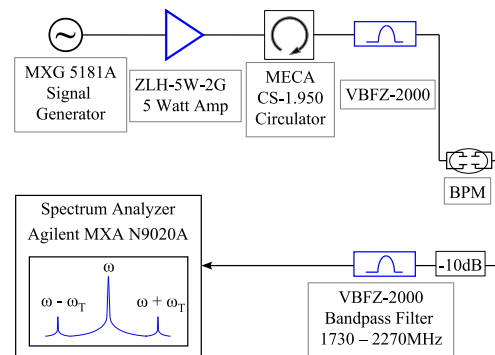 MXG 5181A
Signal
Generator
ZLH-5W-2G
5 Watt Amp
MECA
CS-1.950
Circulator
VBFZ-2000
BPM
Spectrum Analyzer
Agilent MXA N9020A
ω
ω - ωT
ω + ωT
-10dB
VBFZ-2000
Bandpass Filter
1730 – 2270MHz